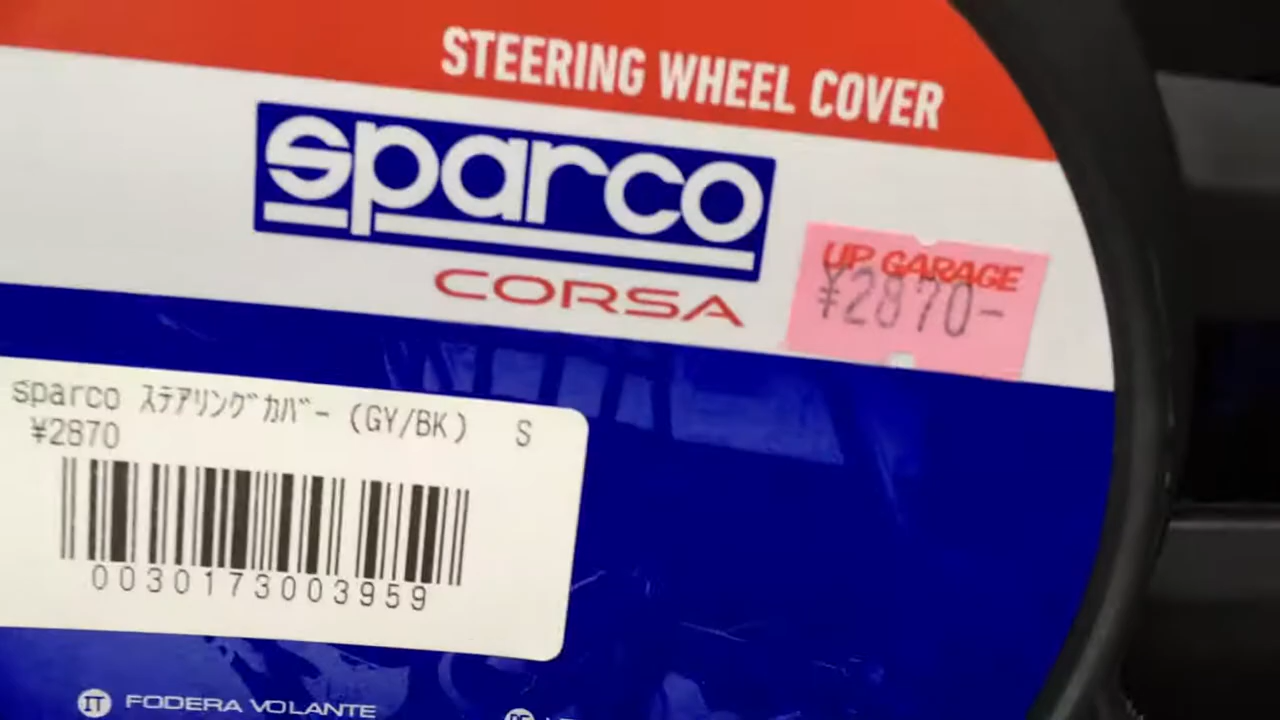 STEERING WHEEL COVER
sparco
CORSA
UP GARAGE
¥2870-
sparco ステアリングカバー (GY/BK) S
¥2870
0030173003959
IT FODERA VOLANTE